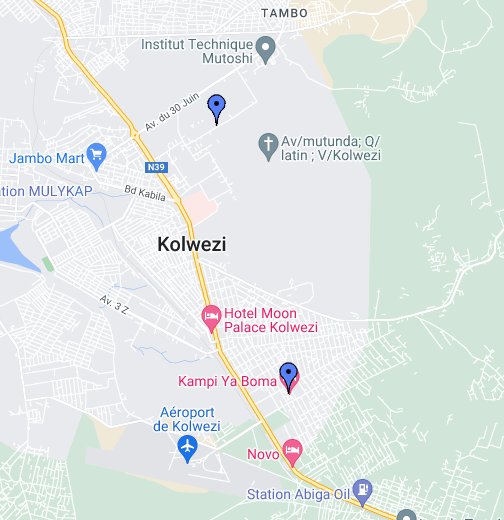 TAMBO
Institut Technique
Mutoshi
Av. du 30 Juin
Av/mutunda; Q/
latin ; V/Kolwezi
Jambo Mart
N39
tation MULYKAP
Bd Kabila
Kolwezi
Av. 3 Z
Hotel Moon
Palace Kolwezi
Kampi Ya Boma
Aéroport
de Kolwezi
Novo
Station Abiga Oil